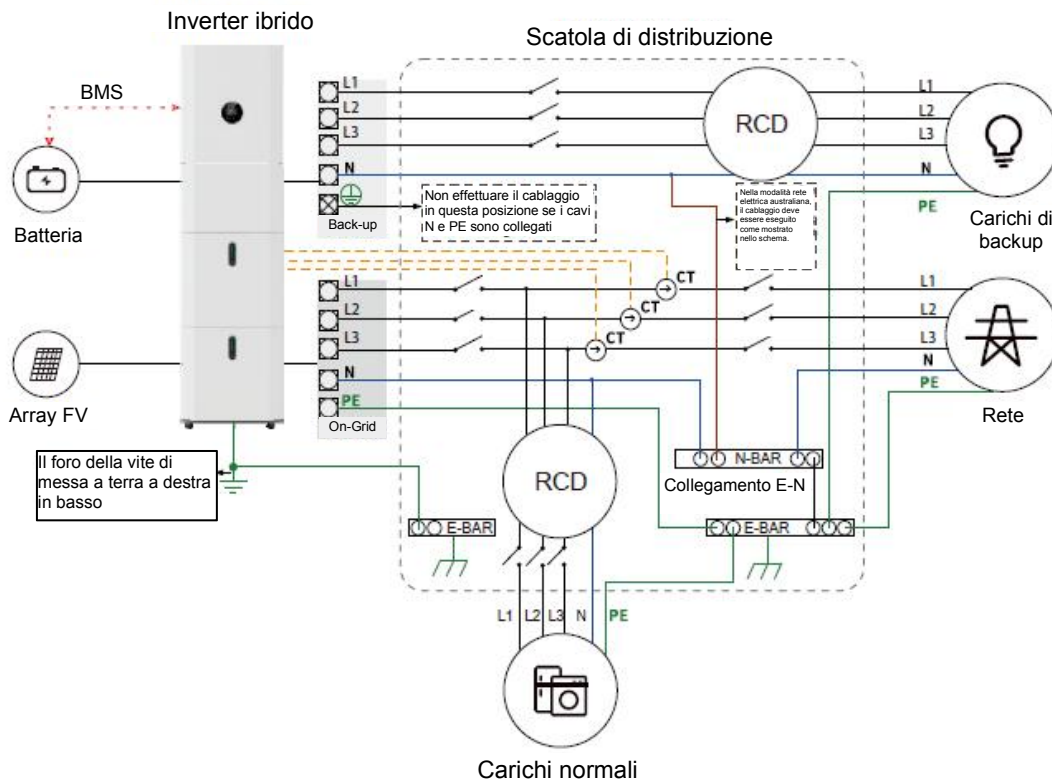 Inverter ibrido
Scatola di distribuzione
BMS
L1
L2
L3
N
Back-up
RCD
L1
L2
L3
N
PE
Batteria
Non effettuare il cablaggio
in questa posizione se i cavi
N e PE sono collegati
Nella modalità rete
elettrica australiana,
il cablaggio deve
essere eseguito
come mostrato
nello schema.
Carichi di
backup
L1
L2
L3
N
PE
On-Grid
CT
CT
CT
L1
L2
L3
N
PE
Array FV
Rete
Il foro della vite di
messa a terra a destra
in basso
RCD
N-BAR
Collegamento E-N
E-BAR
E-BAR
L1
L2
L3
N
PE
Carichi normali